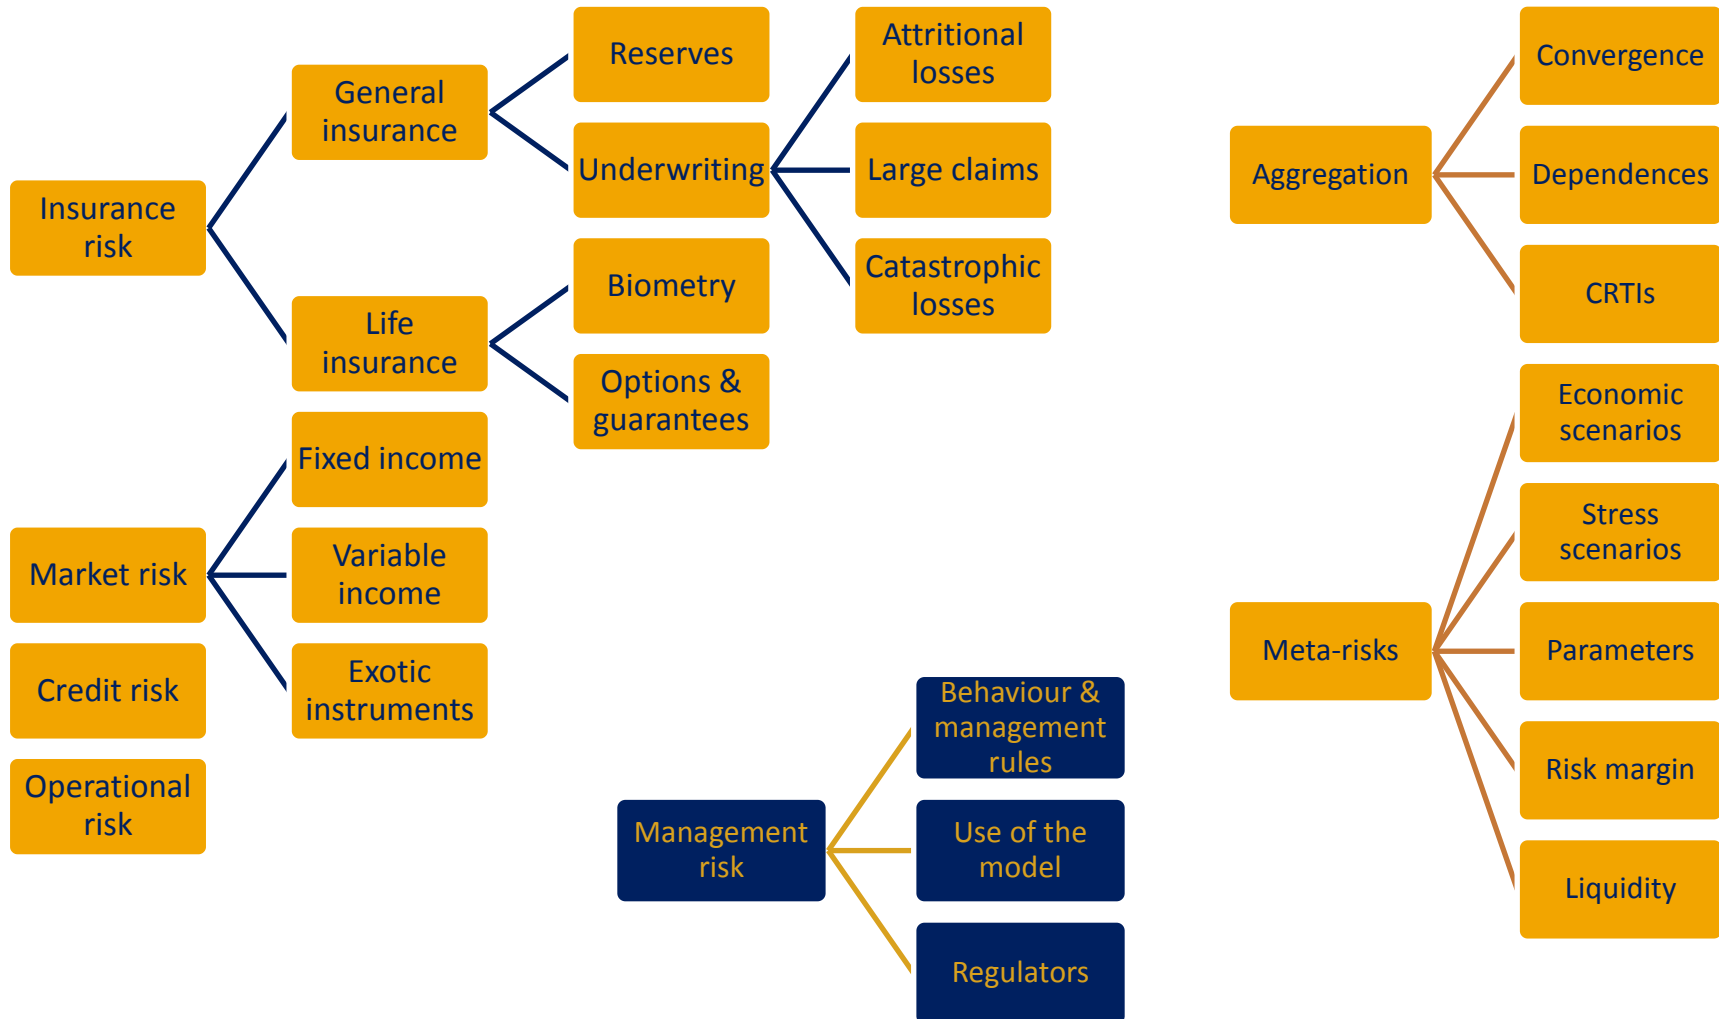 Insurance
risk
General
insurance
Reserves
Underwriting
Attritional
losses
Large claims
Catastrophic
losses
Life
insurance
Biometry
Options &
guarantees
Market risk
Fixed income
Variable
income
Exotic
instruments
Credit risk
Operational
risk
Management
risk
Behaviour &
management
rules
Use of the
model
Regulators
Aggregation
Convergence
Dependences
CRTIs
Meta-risks
Economic
scenarios
Stress
scenarios
Parameters
Risk margin
Liquidity